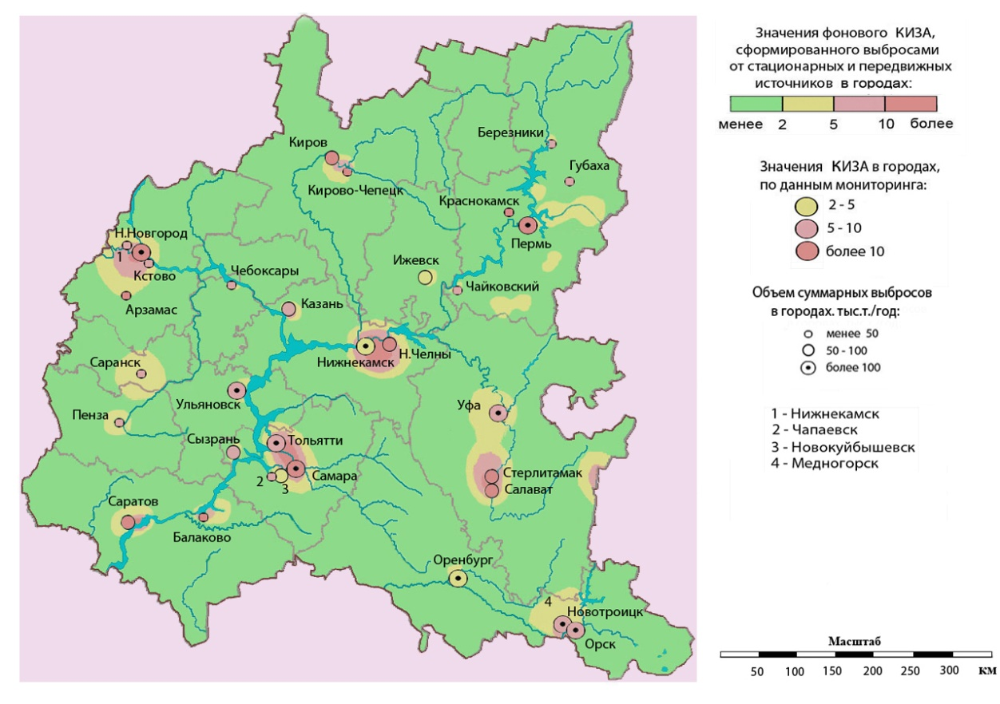 Киров
Кирово-Чепецк
Березники
Губаха
Краснокамск
Пермь
Н.Новгород
1
Кстово
Арзамас
Чебоксары
Ижевск
Чайковский
Казань
Нижнекамск
Н.Челны
Саранск
Ульяновск
Пенза
Уфа
Сызрань
Тольятти
2
3
Самара
Стерлитамак
Салават
Саратов
Балаково
Оренбург
4
Новотроицк
Орск
Значения фонового КИЗА,
сформированного выбросами
от стационарных и передвижных
источников в городах:
менее 2 5 10 более
Значения КИЗА в городах,
по данным мониторинга:
2 - 5
5 - 10
более 10
Объем суммарных выбросов
в городах. тыс.т./год:
менее 50
50 - 100
более 100
1 - Нижнекамск
2 - Чапаевск
3 - Новокуйбышевск
4 - Медногорск
Масштаб
50 100 150 200 250 300 км